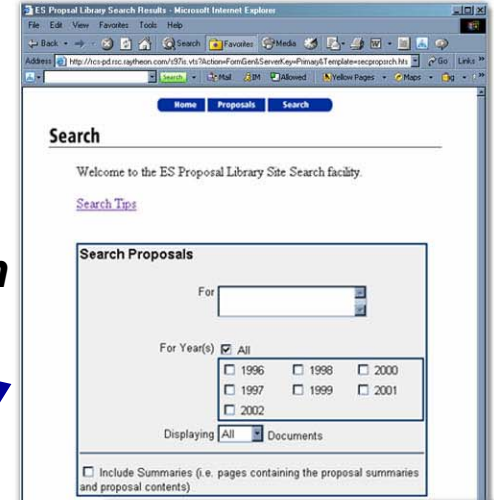 ES Proposal Library Search Results - Microsoft Internet Explorer
File Edit View Favorites Tools Help
Back Search Favorites Media
Address http://rcs-pd.rsc.raytheon.com/s97is.vts?Action=FormGen&ServerKey=Primary&Template=secpropsrch.hts Go Links »
Search Mail AIM Allowed Yellow Pages Maps
Home Proposals Search
Search
Welcome to the ES Proposal Library Site Search facility.
Search Tips
Search Proposals
For
For Year(s) All
1996 1998 2000
1997 1999 2001
2002
Displaying All Documents
Include Summaries (i.e. pages containing the proposal summaries
and proposal contents)